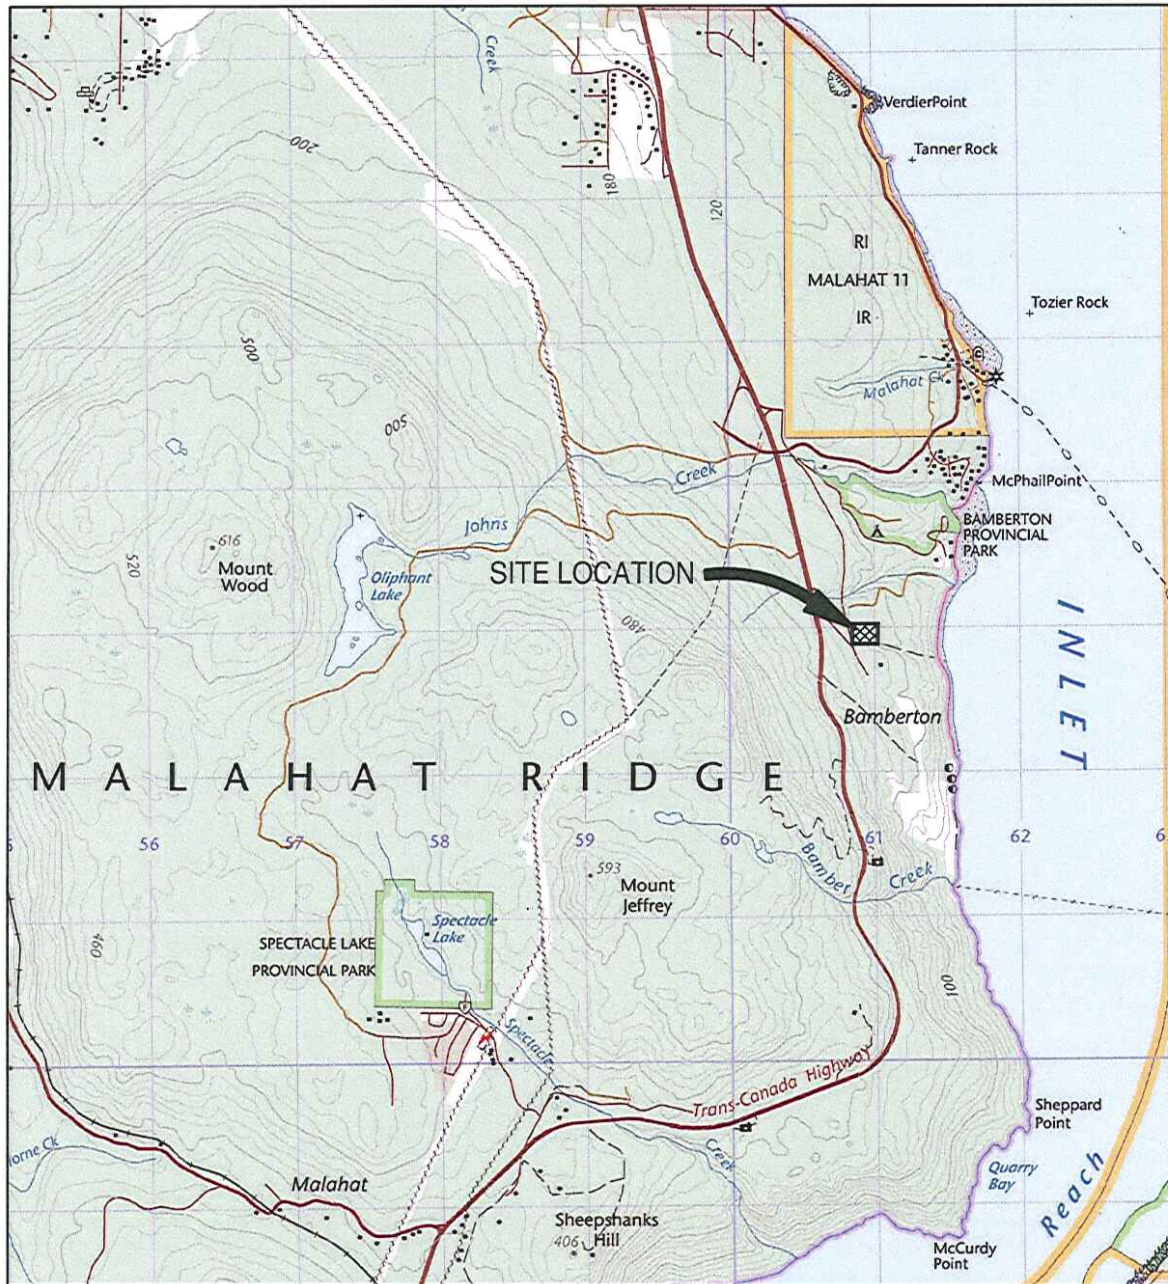 Creek
VerdierPoint
Tanner Rock
200
180
120
RI
MALAHAT 11
IR
Tozier Rock
500
Malahat Ck
500
Creek
McPhailPoint
Johns
BAMBERTON
PROVINCIAL
PARK
616
Mount
Wood
520
Oliphant
Lake
SITE LOCATION
480
INLET
Bamberton
MALAHAT RIDGE
56
57
58
59
60
61
62
Bamber
Creek
593
Mount
Jeffrey
Spectacle
Lake
SPECTACLE LAKE
PROVINCIAL PARK
460
100
Spectacle
Trans-Canada Highway
Sheppard
Point
Creek
Quarry
Bay
Reach
Malahat
Sheepshanks
Hill
406
McCurdy
Point